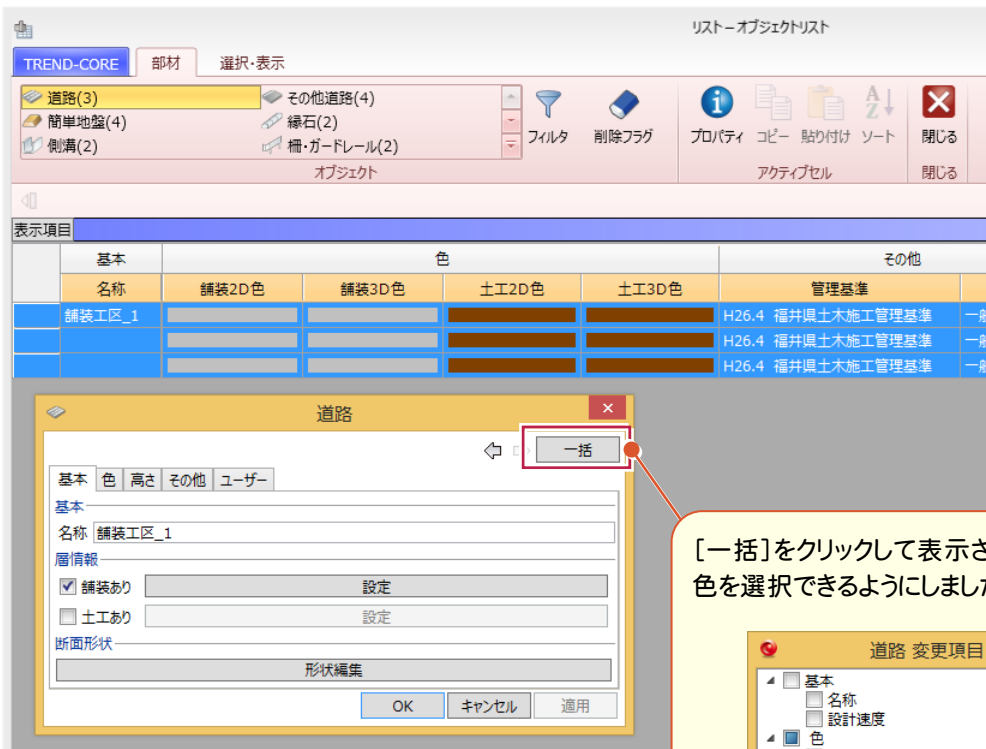 リスト－オブジェクトリスト
TREND-CORE 部材 選択・表示
道路(3) その他道路(4)
簡単地盤(4) 縁石(2)
側溝(2) 柵・ガードレール(2)
フィルタ 削除フラグ プロパティ コピー 貼り付け ソート 閉じる
オブジェクト アクティブセル 閉じる
表示項目
基本 色 その他
名称 舗装2D色 舗装3D色 土工2D色 土工3D色 管理基準
舗装工区_1 H26.4 福井県土木施工管理基準 一般
H26.4 福井県土木施工管理基準 一般
H26.4 福井県土木施工管理基準 一般
道路
一括
基本 色 高さ その他 ユーザー
基本
名称 舗装工区_1
層情報
舗装あり 設定
土工あり 設定
断面形状
形状編集
OK キャンセル 適用
[一括]をクリックして表示さ
色を選択できるようにしまし
道路 変更項目
基本
名称
設計速度
色